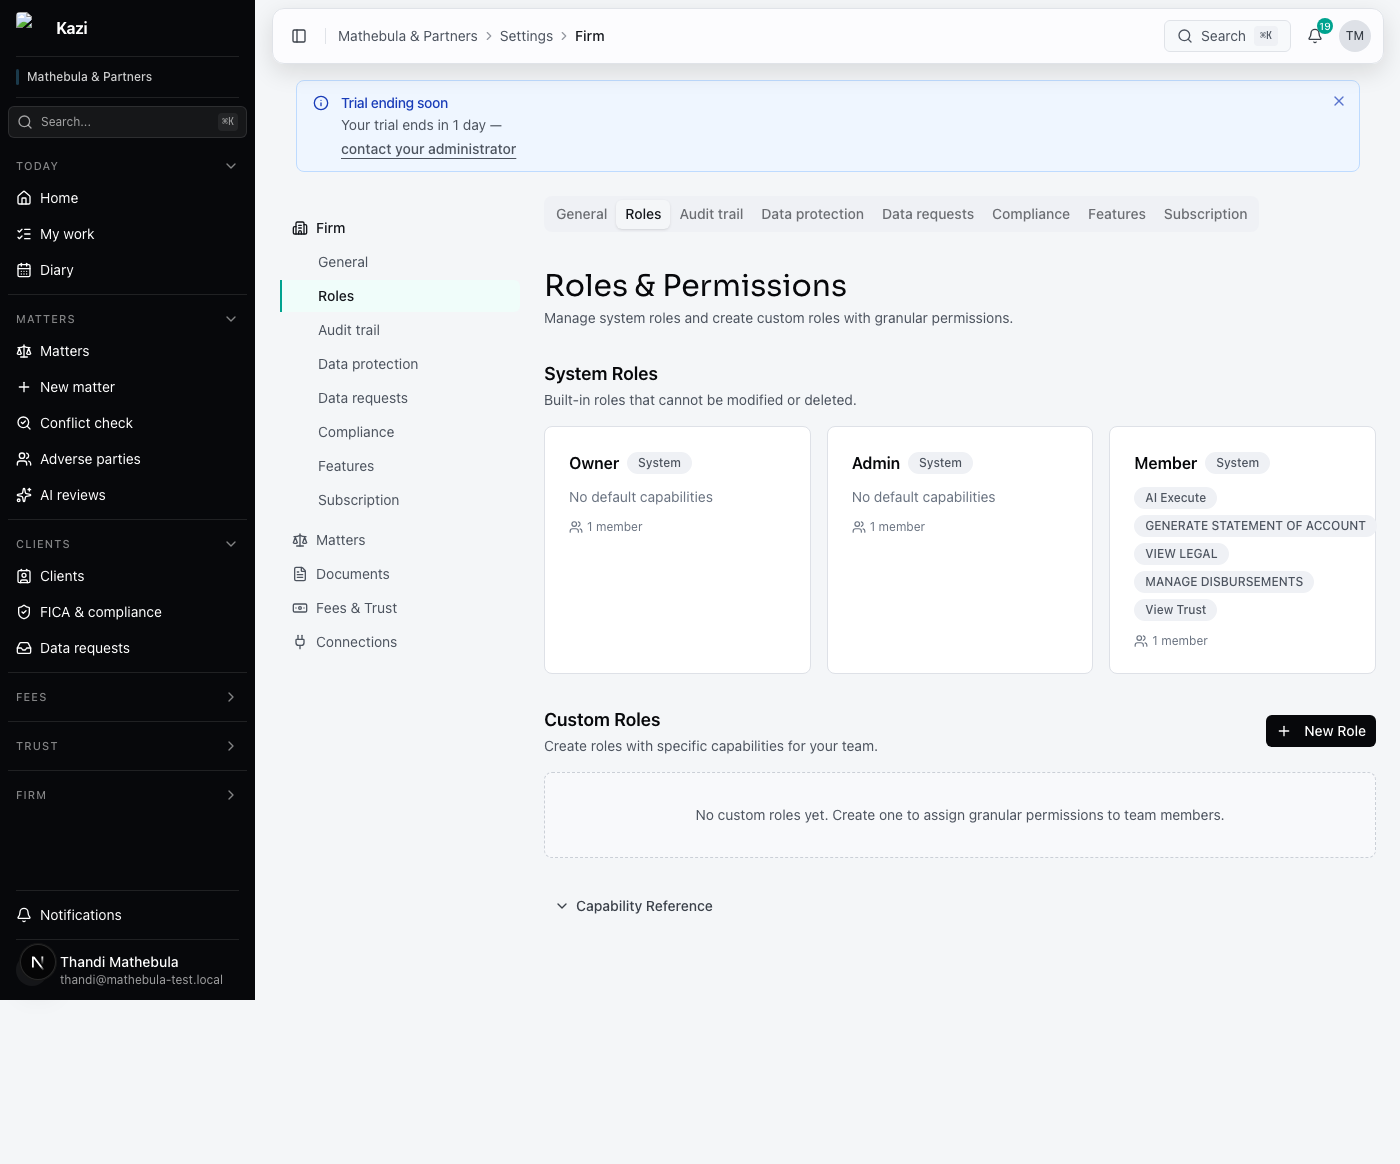 Kazi
Mathebula & Partners
Search... ⌘K
TODAY
Home
My work
Diary
MATTERS
Matters
New matter
Conflict check
Adverse parties
AI reviews
CLIENTS
Clients
FICA & compliance
Data requests
FEES
TRUST
FIRM
Notifications
N
Thandi Mathebula
thandi@mathebula-test.local
Mathebula & Partners > Settings > Firm
Search ⌘K
19
TM
Trial ending soon
Your trial ends in 1 day —
contact your administrator
Firm
General
Roles
Audit trail
Data protection
Data requests
Compliance
Features
Subscription
Matters
Documents
Fees & Trust
Connections
General Roles Audit trail Data protection Data requests Compliance Features Subscription
Roles & Permissions
Manage system roles and create custom roles with granular permissions.
System Roles
Built-in roles that cannot be modified or deleted.
Owner System
No default capabilities
1 member
Admin System
No default capabilities
1 member
Member System
AI Execute
GENERATE STATEMENT OF ACCOUNT
VIEW LEGAL
MANAGE DISBURSEMENTS
View Trust
1 member
Custom Roles
Create roles with specific capabilities for your team.
New Role
No custom roles yet. Create one to assign granular permissions to team members.
Capability Reference